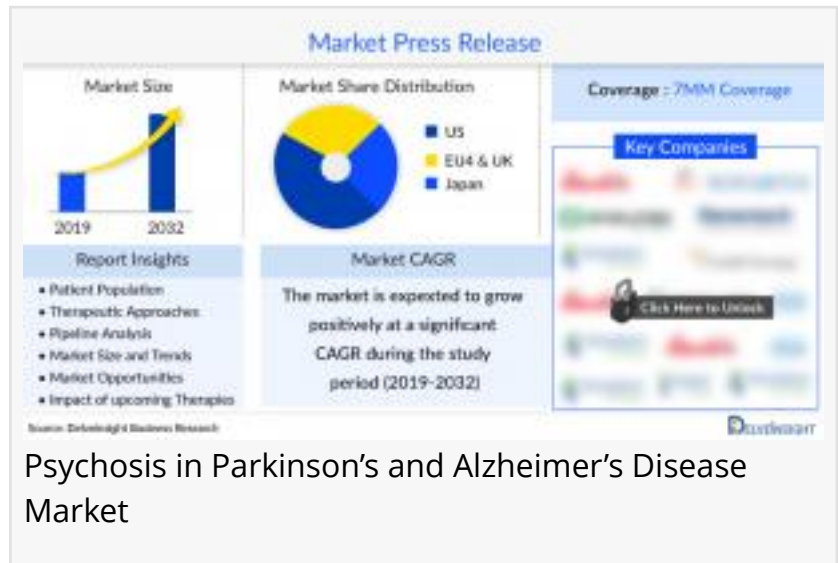 Market Press Release
Market Size
2019
2032
Market Share Distribution
US
EU4 & UK
Japan
Coverage : 7MM Coverage
Key Companies
Click Here to Unlock
Report Insights
• Patient Population
• Therapeutic Approaches
• Pipeline Analysis
• Market Size and Trends
• Market Opportunities
• Impact of upcoming Therapies
Market CAGR
The market is expexted to grow
positively at a significant
CAGR during the study
period (2019-2032)
Source: DelveInsight Business Research
DELVEINSIGHT
Psychosis in Parkinson’s and Alzheimer’s Disease
Market